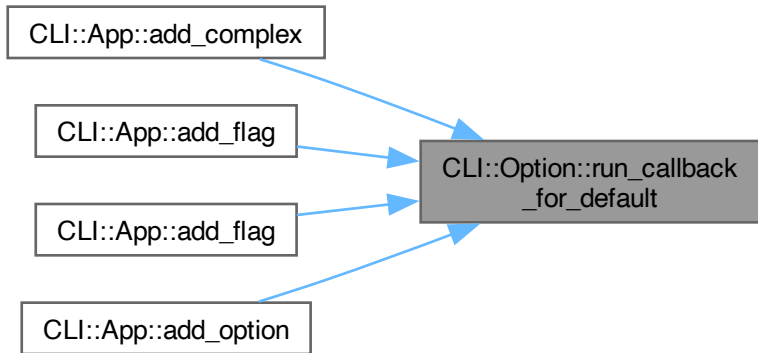 CLI::App::add_complex
CLI::App::add_flag
CLI::App::add_flag
CLI::App::add_option
CLI::Option::run_callback
_for_default